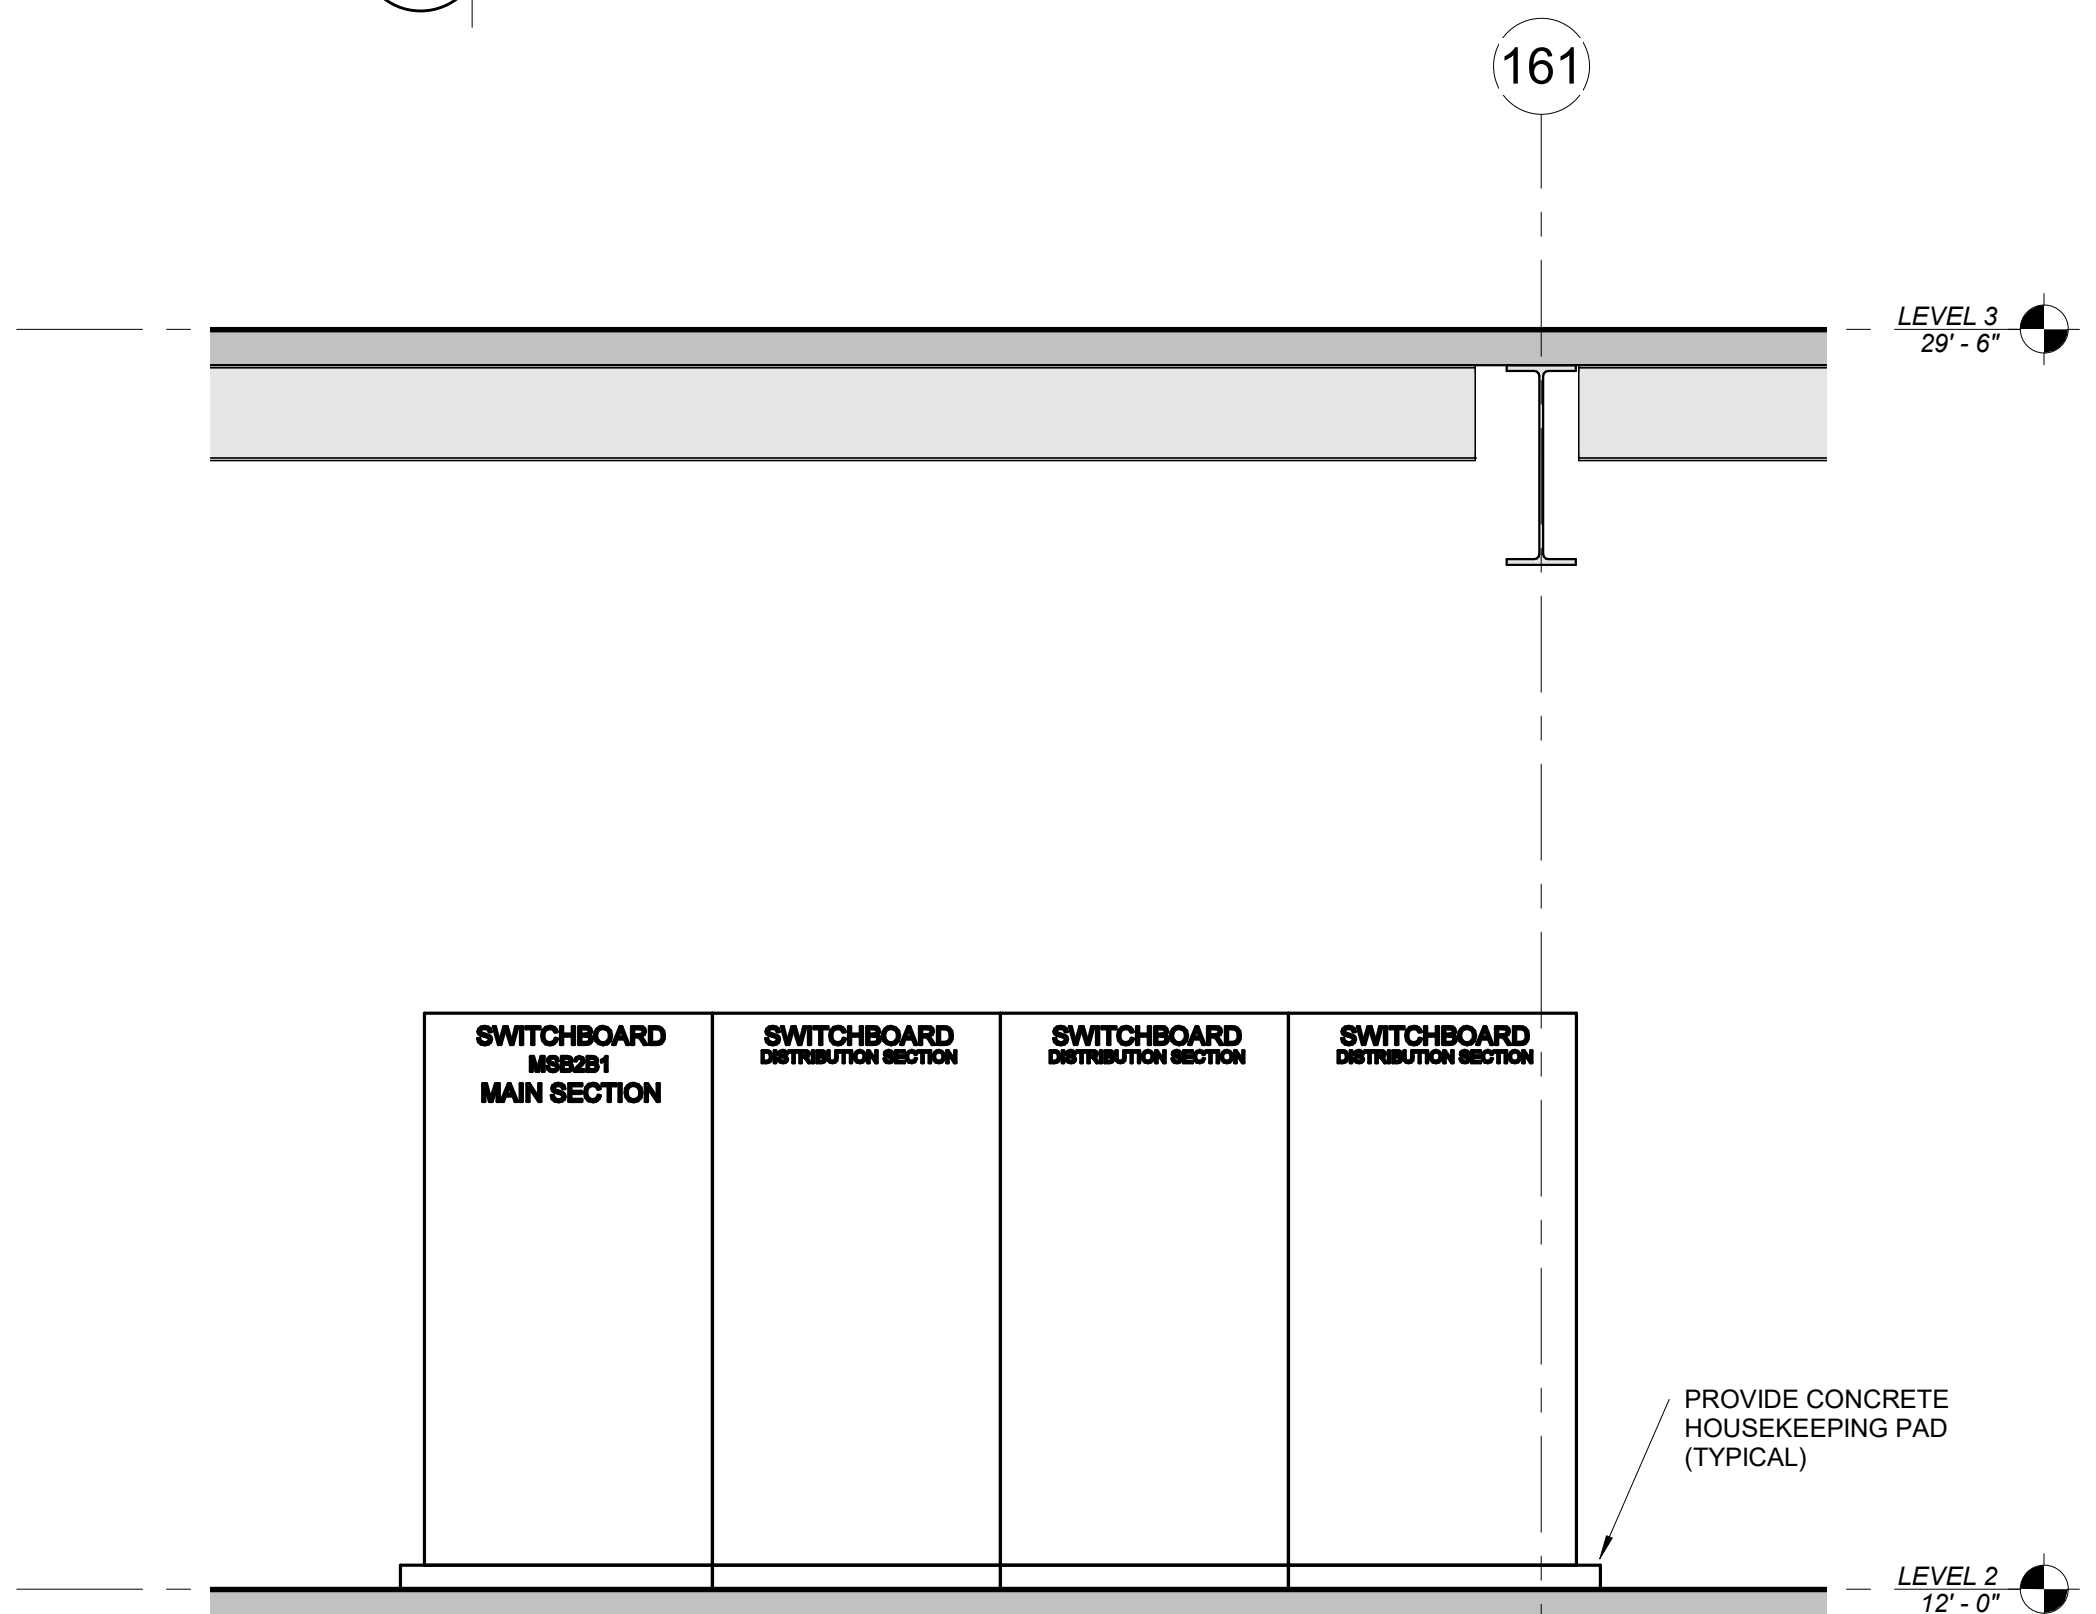 161
LEVEL 3
29' - 6"
SWITCHBOARD
MSB2B1
MAIN SECTION
SWITCHBOARD
DISTRIBUTION SECTION
SWITCHBOARD
DISTRIBUTION SECTION
SWITCHBOARD
DISTRIBUTION SECTION
PROVIDE CONCRETE
HOUSEKEEPING PAD
(TYPICAL)
LEVEL 2
12' - 0"